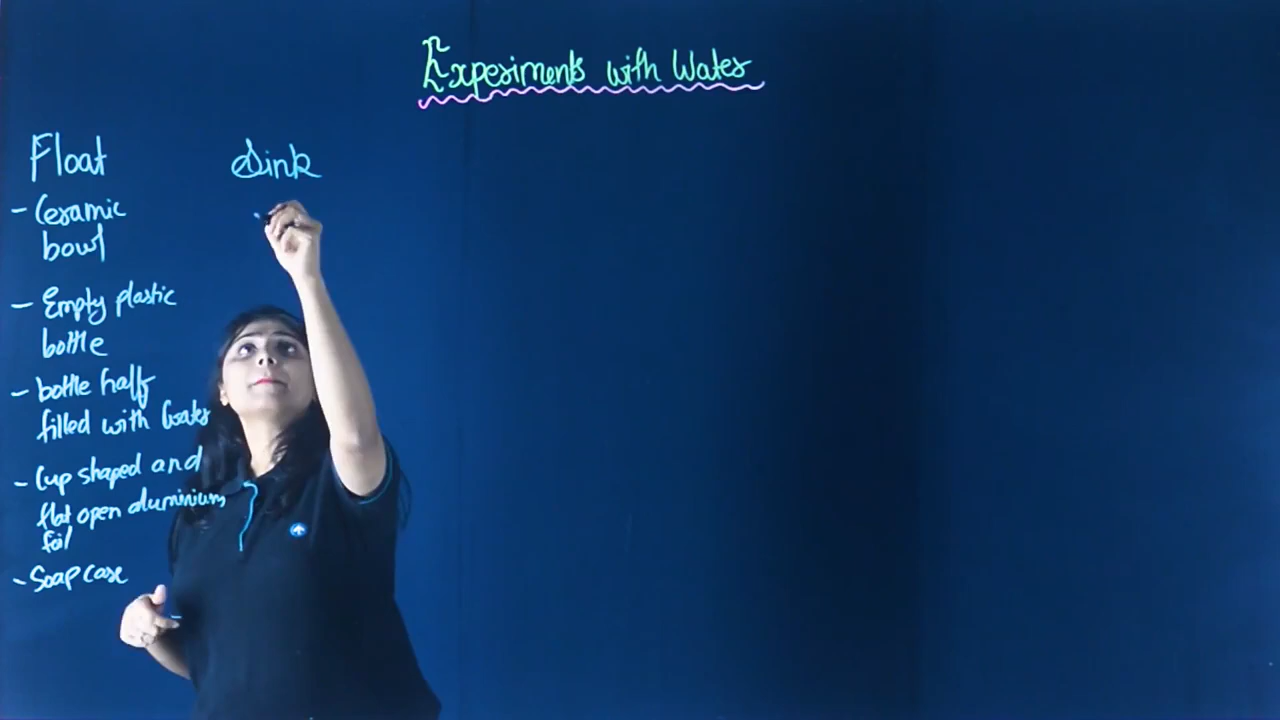 Experiments with Water
Float
Sink
- Ceramic
bowl
- Empty plastic
bottle
- bottle half
filled with water
- Cup shaped and
flat open aluminium
foil
- Soap case